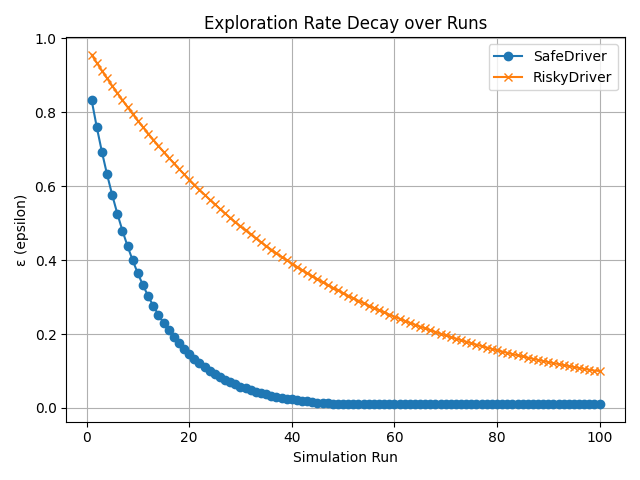 Exploration Rate Decay over Runs
SafeDriver
RiskyDriver
ε (epsilon)
1.0
0.8
0.6
0.4
0.2
0.0
0 20 40 60 80 100
Simulation Run